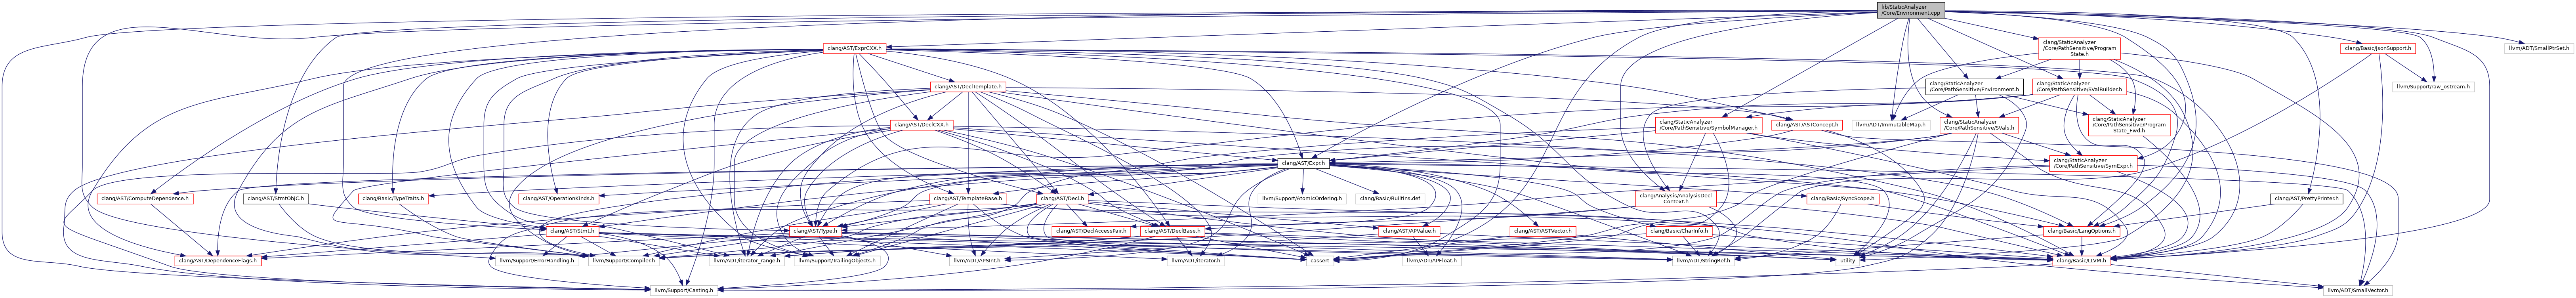 lib/StaticAnalyzer
/Core/Environment.cpp
clang/AST/ExprCXX.h
clang/StaticAnalyzer
/Core/PathSensitive/Program
State.h
clang/Basic/JsonSupport.h
llvm/ADT/SmallPtrSet.h
clang/AST/DeclTemplate.h
clang/StaticAnalyzer
/Core/PathSensitive/Environment.h
clang/StaticAnalyzer
/Core/PathSensitive/SValBuilder.h
llvm/Support/raw_ostream.h
clang/AST/DeclCXX.h
clang/StaticAnalyzer
/Core/PathSensitive/SymbolManager.h
clang/AST/ASTConcept.h
llvm/ADT/ImmutableMap.h
clang/StaticAnalyzer
/Core/PathSensitive/SVals.h
clang/StaticAnalyzer
/Core/PathSensitive/Program
State_Fwd.h
clang/AST/Expr.h
clang/StaticAnalyzer
/Core/PathSensitive/SymExpr.h
clang/AST/ComputeDependence.h
clang/AST/StmtObjC.h
clang/Basic/TypeTraits.h
clang/AST/OperationKinds.h
clang/AST/TemplateBase.h
clang/AST/Decl.h
llvm/Support/AtomicOrdering.h
clang/Basic/Builtins.def
clang/Analysis/AnalysisDecl
Context.h
clang/Basic/SyncScope.h
clang/AST/PrettyPrinter.h
clang/AST/Stmt.h
clang/AST/Type.h
clang/AST/DeclAccessPair.h
clang/AST/DeclBase.h
clang/AST/APValue.h
clang/AST/ASTVector.h
clang/Basic/CharInfo.h
clang/Basic/LangOptions.h
clang/AST/DependenceFlags.h
llvm/Support/ErrorHandling.h
llvm/Support/Compiler.h
llvm/ADT/iterator_range.h
llvm/Support/TrailingObjects.h
llvm/ADT/APSInt.h
llvm/ADT/iterator.h
cassert
llvm/ADT/APFloat.h
llvm/ADT/StringRef.h
utility
clang/Basic/LLVM.h
llvm/Support/Casting.h
llvm/ADT/SmallVector.h